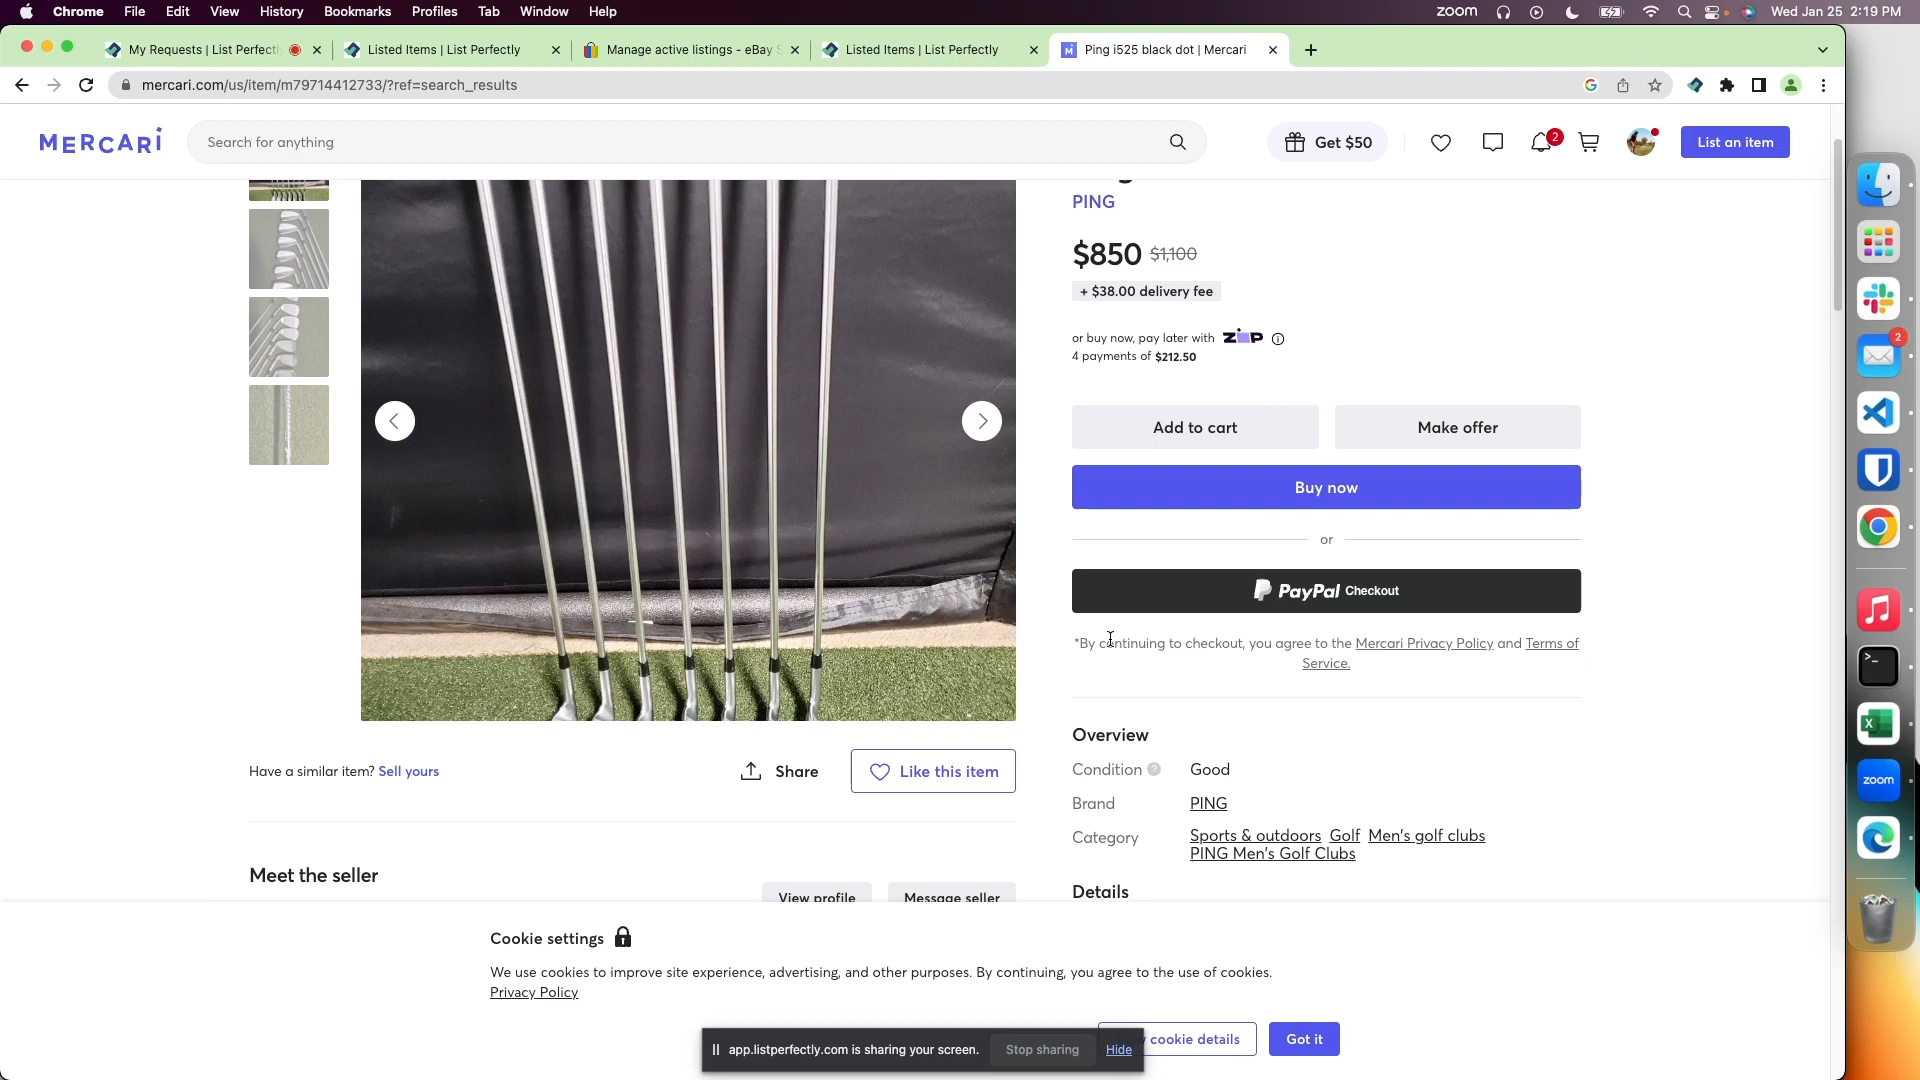 Chrome File Edit View History Bookmarks Profiles Tab Window Help zoom Wed Jan 25 2:19 PM
My Requests | List Perfectl Listed Items | List Perfectly Manage active listings - eBay S Listed Items | List Perfectly Ping i525 black dot | Mercari
mercari.com/us/item/m79714412733/?ref=search_results
MERCARI Search for anything Get $50 2 List an item
PING
$850 $1,100
+ $38.00 delivery fee
or buy now, pay later with ZIP
4 payments of $212.50
Add to cart Make offer
Buy now
or
PayPal Checkout
*By continuing to checkout, you agree to the Mercari Privacy Policy and Terms of
Service.
Overview
Condition Good
Brand PING
Category Sports & outdoors Golf Men's golf clubs
PING Men's Golf Clubs
Details
Have a similar item? Sell yours Share Like this item
Meet the seller
View profile Message seller
Cookie settings
We use cookies to improve site experience, advertising, and other purposes. By continuing, you agree to the use of cookies.
Privacy Policy
cookie details Got it
app.listperfectly.com is sharing your screen. Stop sharing Hide
2
zoom